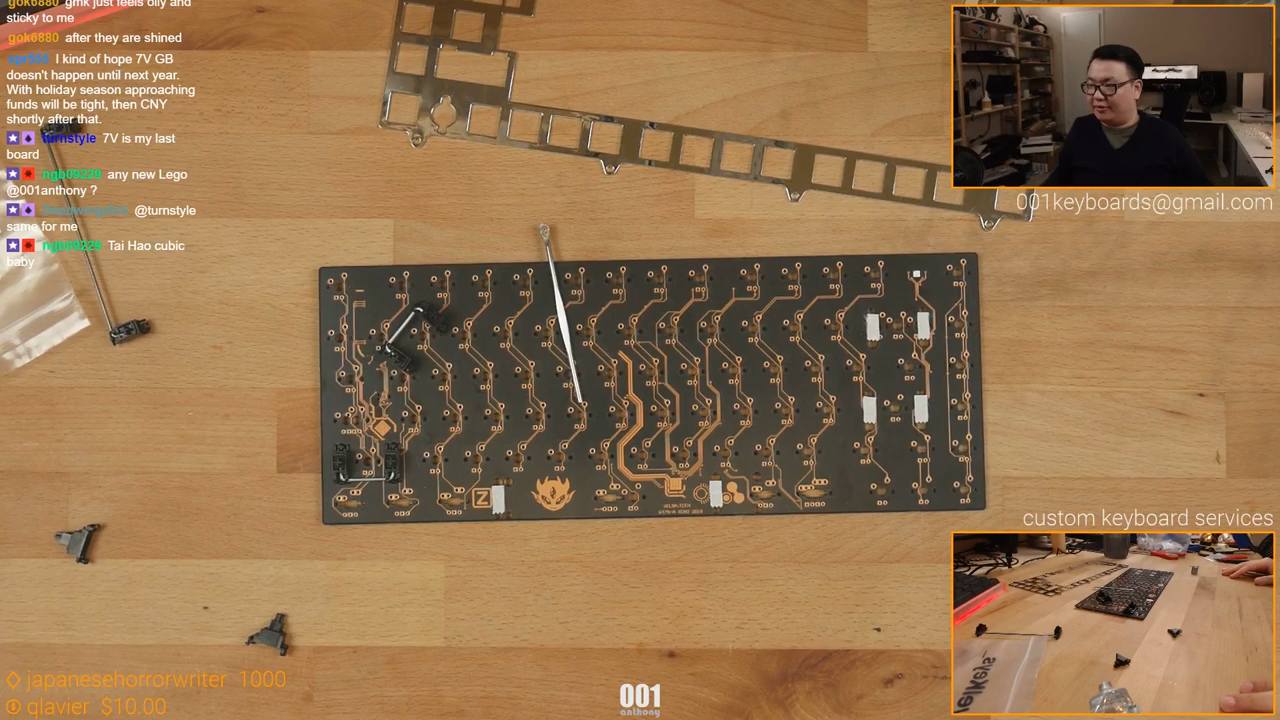 gok6880 gmk just feels oily and
sticky to me
gok6880 after they are shined
I kind of hope 7V GB
doesn't happen until next year.
With holiday season approaching
funds will be tight, then CNY
shortly after that.
turnstyle 7V is my last
board
ngb09229 any new Lego
@001anthony ?
@turnstyle
same for me
ngb09229 Tai Hao cubic
baby
001keyboards@gmail.com
custom keyboard services
japanesehorrorwriter 1000
qlavier $10.00
001
anthony
Z